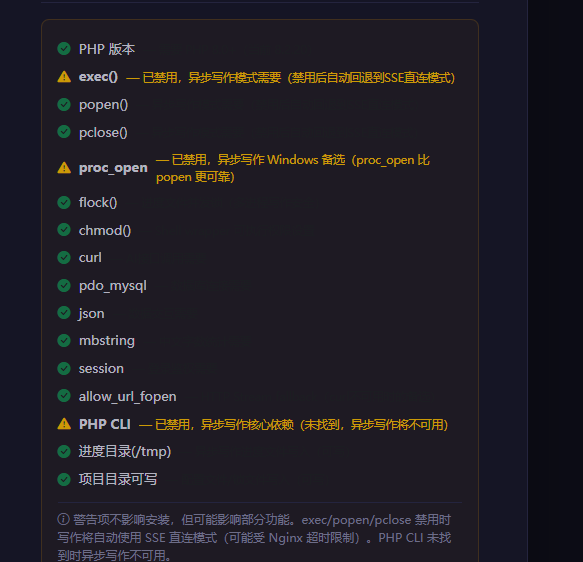 PHP 版本
exec() — 已禁用，异步写作模式需要（禁用后自动回退到SSE直连模式）
popen()
pclose()
proc_open — 已禁用，异步写作 Windows 备选（proc_open 比
popen 更可靠）
flock()
chmod()
curl
pdo_mysql
json
mbstring
session
allow_url_fopen
PHP CLI — 已禁用，异步写作核心依赖（未找到，异步写作将不可用）
进度目录(/tmp)
项目目录可写
警告项不影响安装，但可能影响部分功能。exec/popen/pclose 禁用时
写作将自动使用 SSE 直连模式（可能受 Nginx 超时限制）。PHP CLI 未找
到时异步写作不可用。